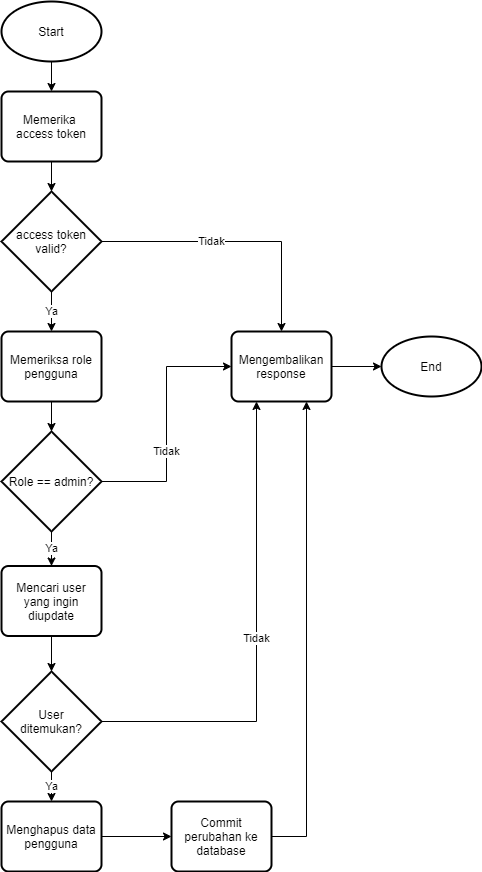 Start
Memerika
access token
access token
valid?
Tidak
Ya
Memeriksa role
pengguna
Mengembalikan
response
End
Tidak
Role == admin?
Ya
Mencari user
yang ingin
diupdate
Tidak
User
ditemukan?
Ya
Menghapus data
pengguna
Commit
perubahan ke
database